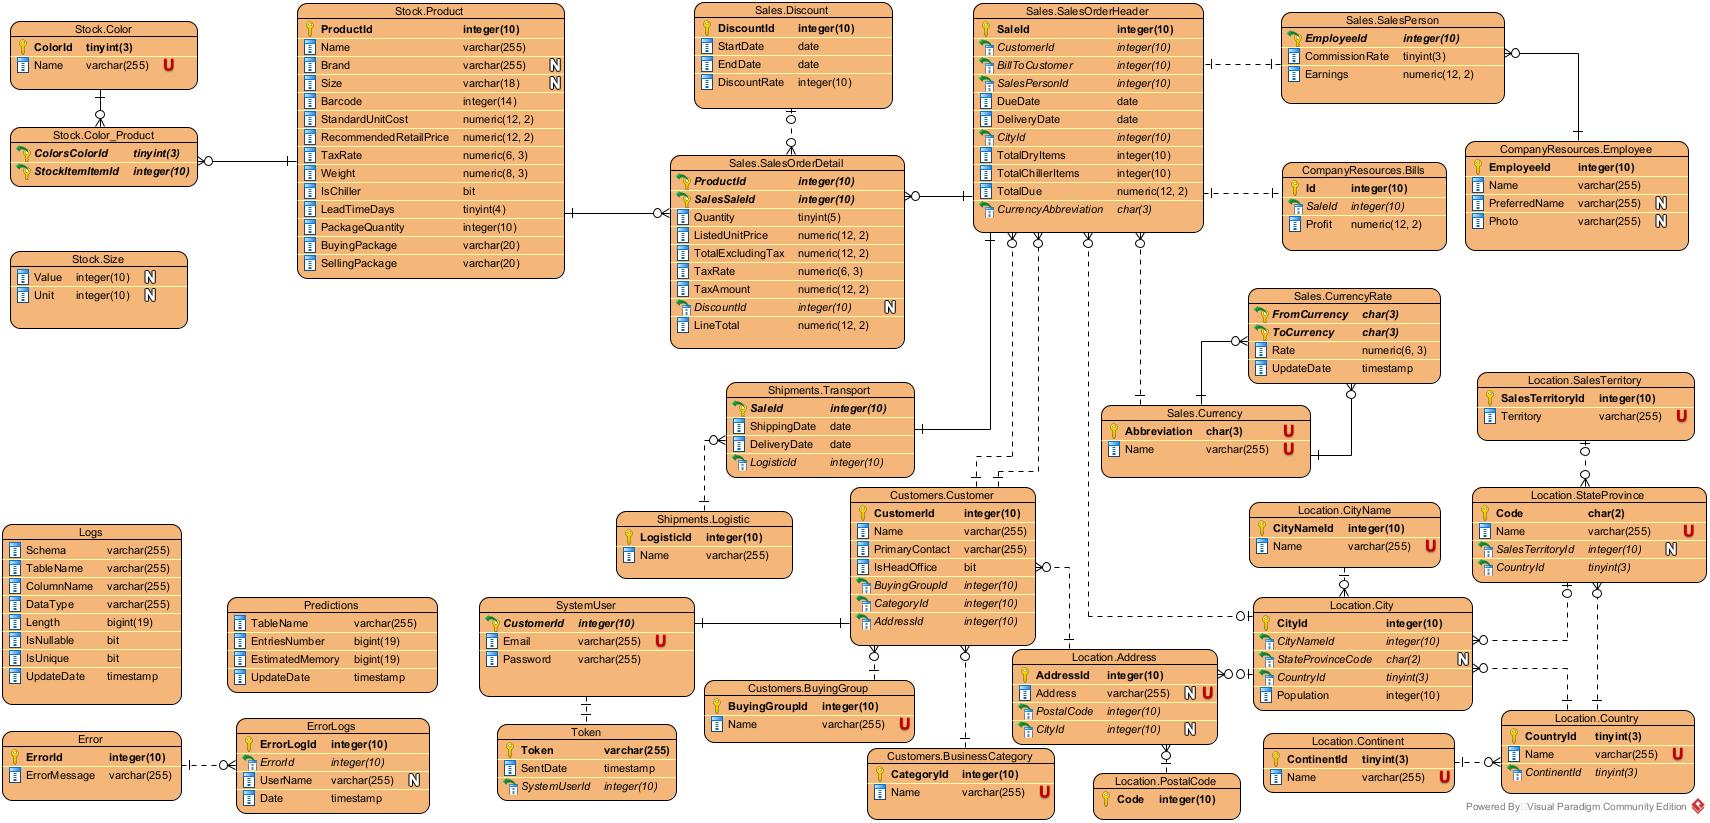 Stock.Color
ColorId tinyint(3)
Name varchar(255) U
Stock.Color_Product
ColorsColorId tinyint(3)
StockItemItemId integer(10)
Stock.Size
Value integer(10) N
Unit integer(10) N
Stock.Product
ProductId integer(10)
Name varchar(255)
Brand varchar(255) N
Size varchar(18) N
Barcode integer(14)
StandardUnitCost numeric(12, 2)
RecommendedRetailPrice numeric(12, 2)
TaxRate numeric(6, 3)
Weight numeric(8, 3)
IsChiller bit
LeadTimeDays tinyint(4)
PackageQuantity integer(10)
BuyingPackage varchar(20)
SellingPackage varchar(20)
Sales.Discount
DiscountId integer(10)
StartDate date
EndDate date
DiscountRate integer(10)
Sales.SalesOrderDetail
ProductId integer(10)
SalesSaleId integer(10)
Quantity tinyint(5)
ListedUnitPrice numeric(12, 2)
TotalExcludingTax numeric(12, 2)
TaxRate numeric(6, 3)
TaxAmount numeric(12, 2)
DiscountId integer(10) N
LineTotal numeric(12, 2)
Sales.SalesOrderHeader
SaleId integer(10)
CustomerId integer(10)
BillToCustomer integer(10)
SalesPersonId integer(10)
DueDate date
DeliveryDate date
CityId integer(10)
TotalDryItems integer(10)
TotalChillerItems integer(10)
TotalDue numeric(12, 2)
CurrencyAbbreviation char(3)
Sales.SalesPerson
EmployeeId integer(10)
CommissionRate tinyint(3)
Earnings numeric(12, 2)
CompanyResources.Employee
EmployeeId integer(10)
Name varchar(255)
PreferredName varchar(255) N
Photo varchar(255) N
CompanyResources.Bills
Id integer(10)
SaleId integer(10)
Profit numeric(12, 2)
Sales.CurrencyRate
FromCurrency char(3)
ToCurrency char(3)
Rate numeric(6, 3)
UpdateDate timestamp
Sales.Currency
Abbreviation char(3) U
Name varchar(255) U
Shipments.Transport
SaleId integer(10)
ShippingDate date
DeliveryDate date
LogisticId integer(10)
Shipments.Logistic
LogisticId integer(10)
Name varchar(255)
Customers.Customer
CustomerId integer(10)
Name varchar(255)
PrimaryContact varchar(255)
IsHeadOffice bit
BuyingGroupId integer(10)
CategoryId integer(10)
AddressId integer(10)
Location.SalesTerritory
SalesTerritoryId integer(10)
Territory varchar(255) U
Location.StateProvince
Code char(2)
Name varchar(255) U
SalesTerritoryId integer(10) N
CountryId tinyint(3)
Location.CityName
CityNameId integer(10)
Name varchar(255) U
Location.City
CityId integer(10)
CityNameId integer(10)
StateProvinceCode char(2) N
CountryId tinyint(3)
Population integer(10)
Logs
Schema varchar(255)
TableName varchar(255)
ColumnName varchar(255)
DataType varchar(255)
Length bigint(19)
IsNullable bit
IsUnique bit
UpdateDate timestamp
Predictions
TableName varchar(255)
EntriesNumber bigint(19)
EstimatedMemory bigint(19)
UpdateDate timestamp
SystemUser
CustomerId integer(10)
Email varchar(255) U
Password varchar(255)
Location.Address
AddressId integer(10)
Address varchar(255) N U
PostalCode integer(10)
CityId integer(10) N
Customers.BuyingGroup
BuyingGroupId integer(10)
Name varchar(255) U
Error
ErrorId integer(10)
ErrorMessage varchar(255)
ErrorLogs
ErrorLogId integer(10)
ErrorId integer(10)
UserName varchar(255) N
Date timestamp
Token
Token varchar(255)
SentDate timestamp
SystemUserId integer(10)
Customers.BusinessCategory
CategoryId integer(10)
Name varchar(255) U
Location.PostalCode
Code integer(10)
Location.Continent
ContinentId tinyint(3)
Name varchar(255) U
Location.Country
CountryId tinyint(3)
Name varchar(255) U
ContinentId tinyint(3)
Powered By Visual Paradigm Community Edition